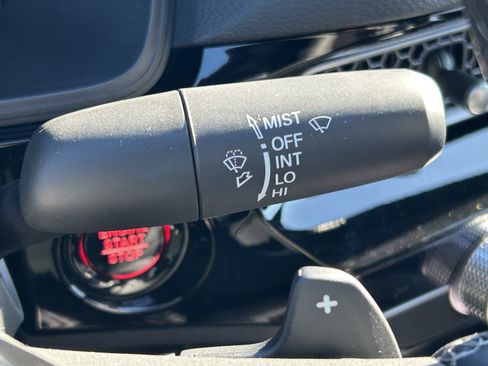 MIST
OFF
INT
LO
HI
ENGINE
START
STOP
+